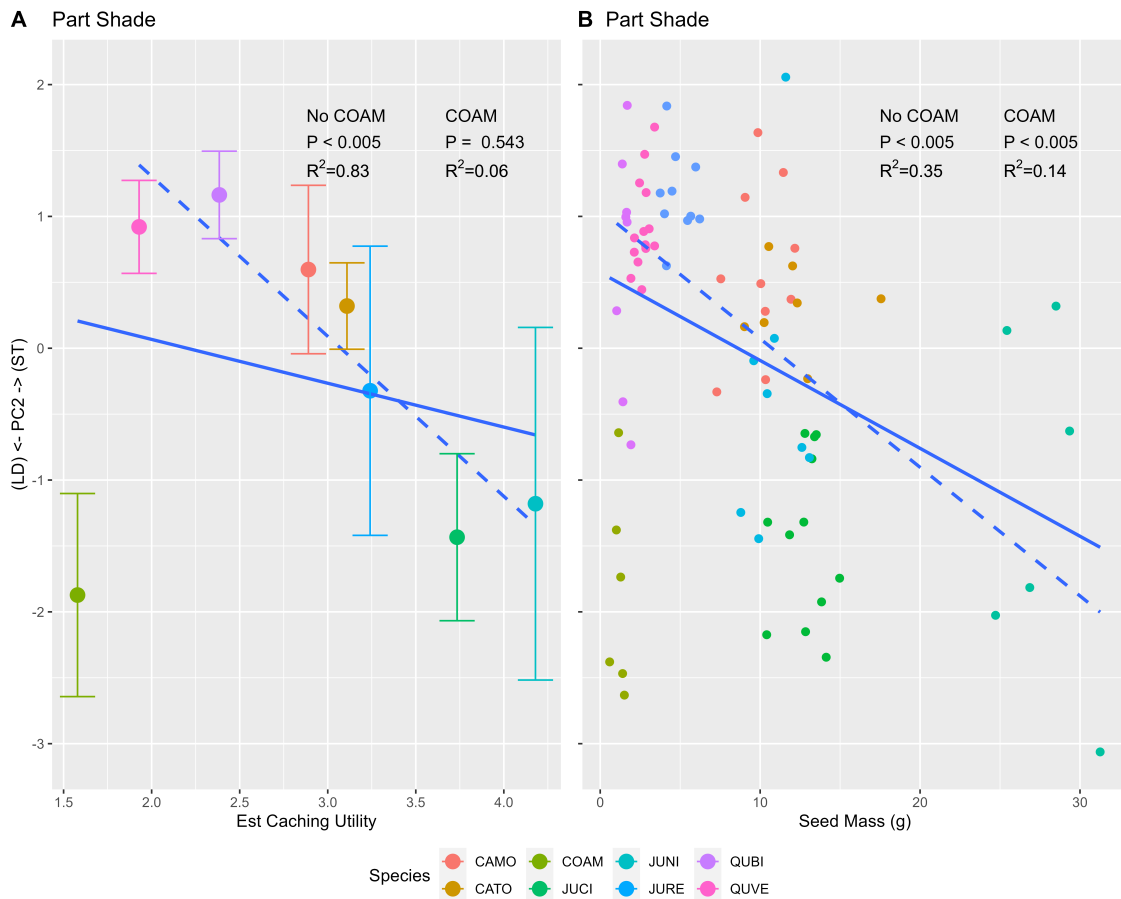 A Part Shade
B Part Shade
No COAM COAM
P < 0.005 P = 0.543
R²=0.83 R²=0.06
No COAM COAM
P < 0.005 P < 0.005
R²=0.35 R²=0.14
(LD) <- PC2 -> (ST)
2
1
0
-1
-2
-3
1.5 2.0 2.5 3.0 3.5 4.0
Est Caching Utility
0 10 20 30
Seed Mass (g)
Species
CAMO COAM JUNI QUBI
CATO JUCI JURE QUVE